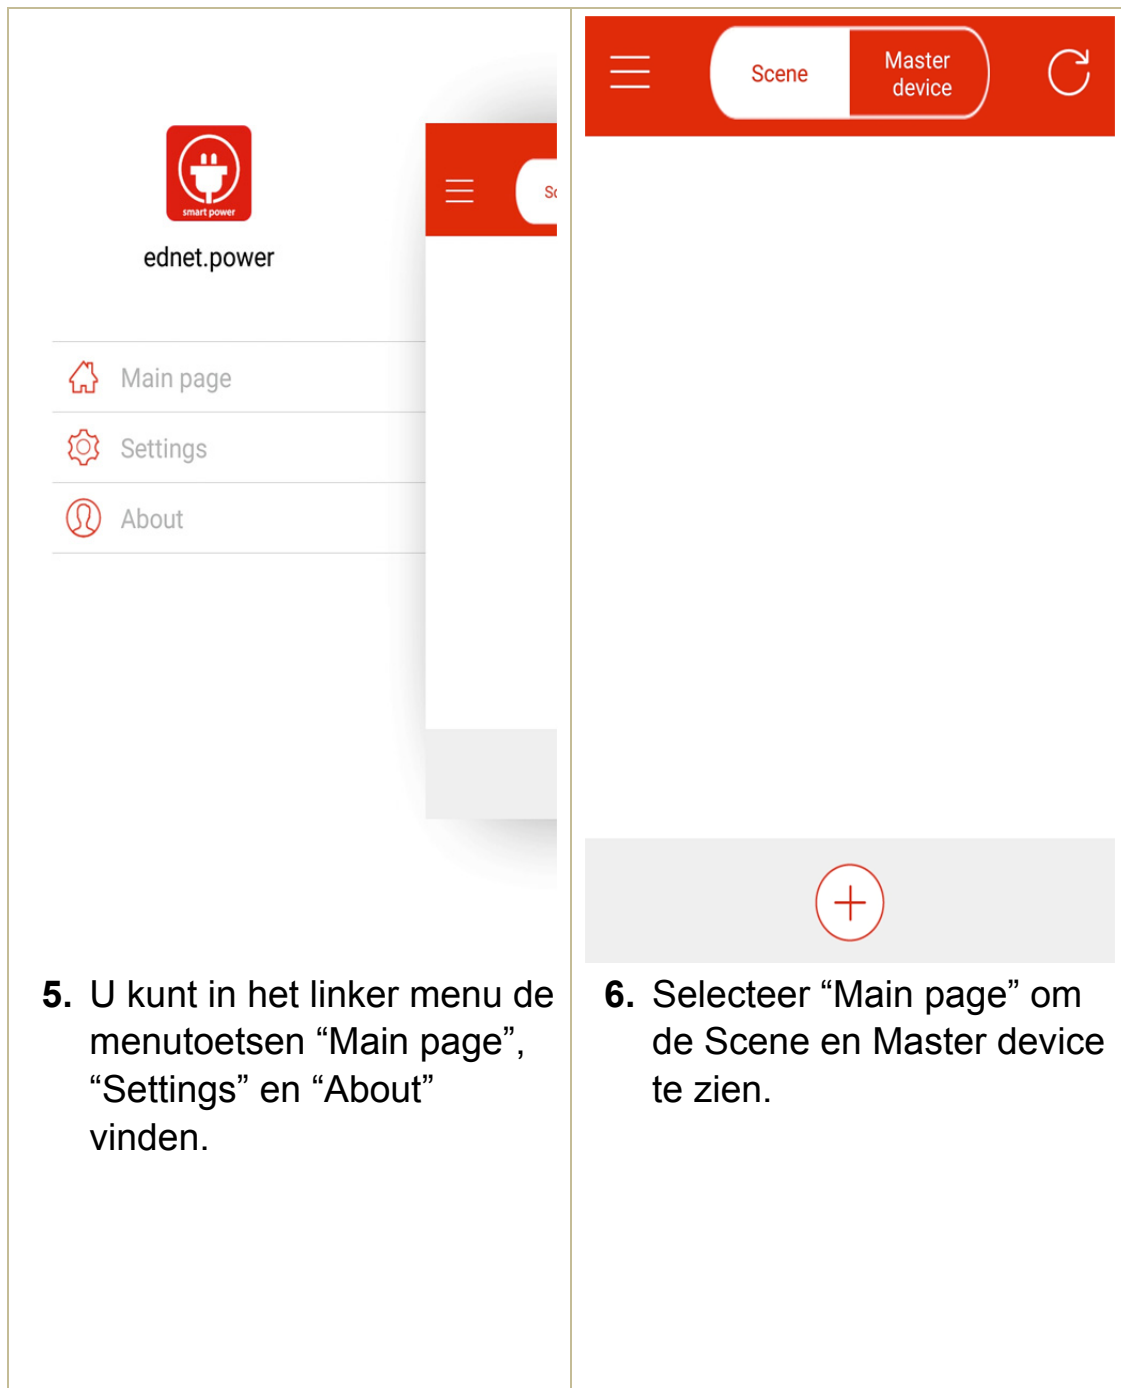 smart power
ednet.power
Main page
Settings
About
Sc
5. U kunt in het linker menu de
menutoetsen “Main page”,
“Settings” en “About”
vinden.
Scene
Master
device
6. Selecteer “Main page” om
de Scene en Master device
te zien.